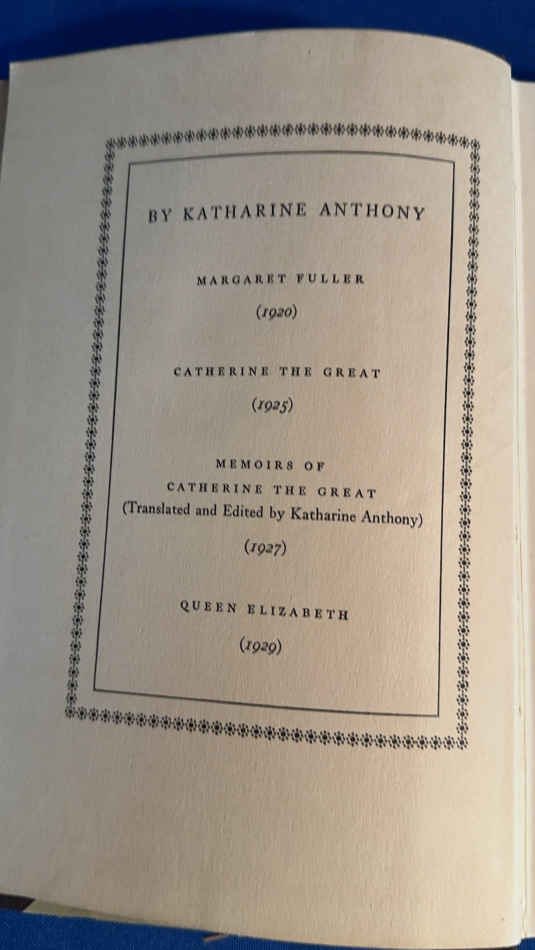 BY KATHARINE ANTHONY
MARGARET FULLER
(1920)
CATHERINE THE GREAT
(1925)
MEMOIRS OF
CATHERINE THE GREAT
(Translated and Edited by Katharine Anthony)
(1927)
QUEEN ELIZABETH
(1929)